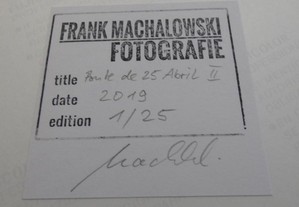 FRANK MACHALOWSKI
FOTOGRAFIE
title Ponte de 25 Abril II
date 2019
edition 1/25